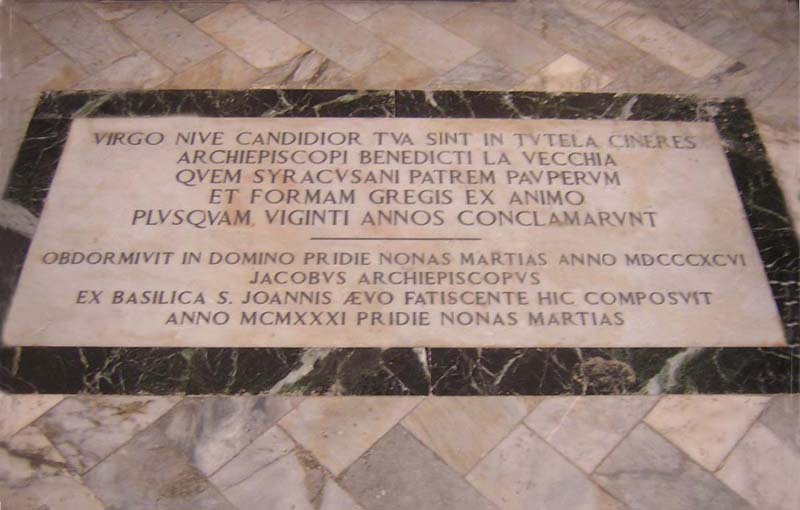 VIRGO NIVE CANDIDIOR TVA SINT IN TVTELA CINERES
ARCHIEPISCOPI BENEDICTI LA VECCHIA
QVEM SYRACVSANI PATREM PAVPERVM
ET FORMAM GREGIS EX ANIMO
PLVSQVAM VIGINTI ANNOS CONCLAMARVNT
OBDORMIVIT IN DOMINO PRIDIE NONAS MARTIAS ANNO MDCCCXCVI
JACOBVS ARCHIEPISCOPVS
EX BASILICA S. JOANNIS ÆVO FATISCENTE HIC COMPOSVIT
ANNO MCMXXXI PRIDIE NONAS MARTIAS